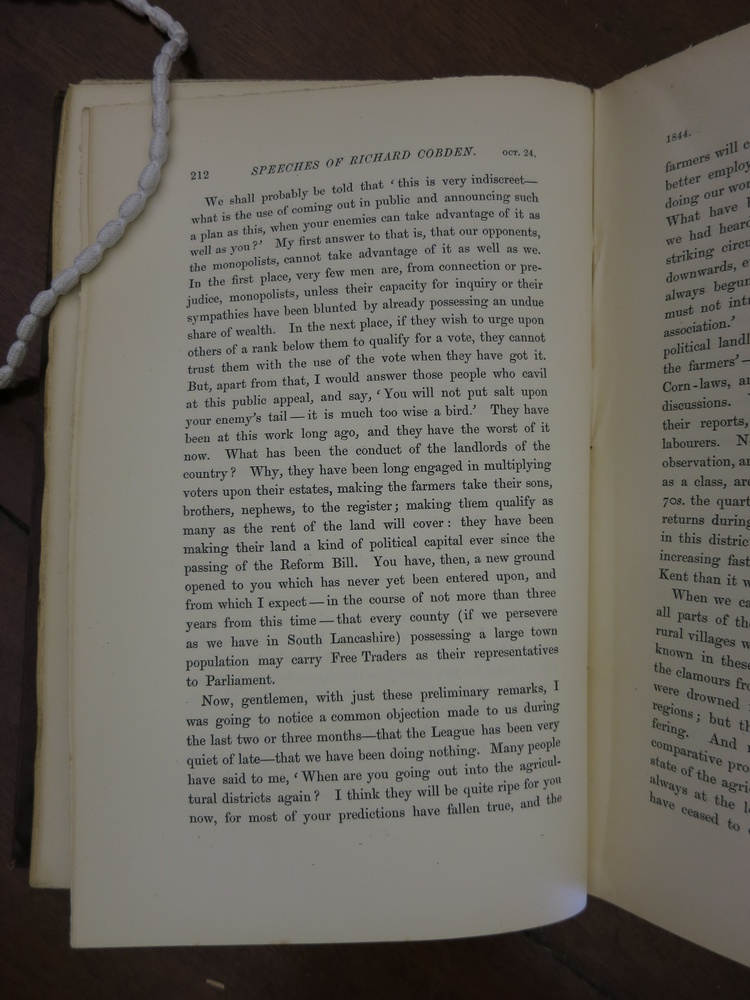 212 SPEECHES OF RICHARD COBDEN. OCT. 24,
We shall probably be told that ‘this is very indiscreet—
what is the use of coming out in public and announcing such
a plan as this, when your enemies can take advantage of it as
well as you?’ My first answer to that is, that our opponents,
the monopolists, cannot take advantage of it as well as we.
In the first place, very few men are, from connection or pre-
judice, monopolists, unless their capacity for inquiry or their
sympathies have been blunted by already possessing an undue
share of wealth. In the next place, if they wish to urge upon
others of a rank below them to qualify for a vote, they cannot
trust them with the use of the vote when they have got it.
But, apart from that, I would answer those people who cavil
at this public appeal, and say, ‘You will not put salt upon
your enemy's tail—it is much too wise a bird.’ They have
been at this work long ago, and they have the worst of it
now. What has been the conduct of the landlords of the
country? Why, they have been long engaged in multiplying
voters upon their estates, making the farmers take their sons,
brothers, nephews, to the register; making them qualify as
many as the rent of the land will cover: they have been
making their land a kind of political capital ever since the
passing of the Reform Bill. You have, then, a new ground
opened to you which has never yet been entered upon, and
from which I expect—in the course of not more than three
years from this time—that every county (if we persevere
as we have in South Lancashire) possessing a large town
population may carry Free Traders as their representatives
to Parliament.
Now, gentlemen, with just these preliminary remarks, I
was going to notice a common objection made to us during
the last two or three months—that the League has been very
quiet of late—that we have been doing nothing. Many people
have said to me, ‘When are you going out into the agricul-
tural districts again? I think they will be quite ripe for you
now, for most of your predictions have fallen true, and the
1844.
farmers will
better employ
doing our
What have
we had heard
striking
downwards,
always
must not
association.’
political
the farmers’—
Corn-laws,
discussions.
their reports,
labourers.
observation,
as a class,
70s. the
returns during
in this
increasing fast
Kent than it
When we
all parts of
rural villages
known in these
the clamours
were drowned
regions; but
fering. And
comparative
state of the
always at the
have ceased to